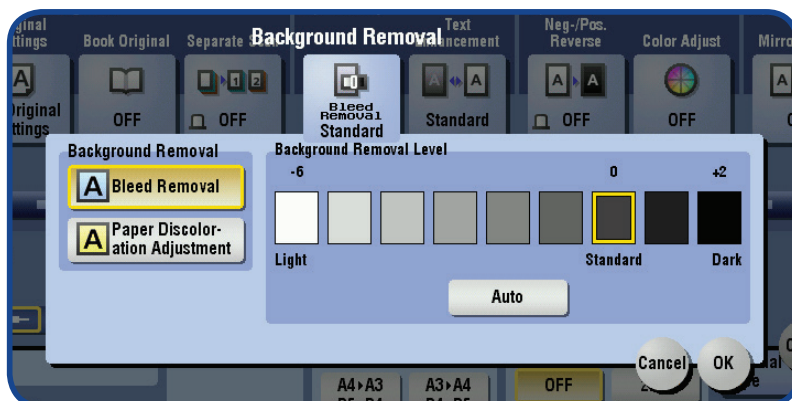 ginal
ttings
Book Original
Separate S
Background Removal
Text
Enhancement
Neg-/Pos.
Reverse
Color Adjust
Mirro
Original
ttings
OFF
OFF
Bleed
Removal
Standard
Standard
OFF
OFF
Background Removal
Background Removal Level
-6
0
+2
Bleed Removal
Paper Discolor-
ation Adjustment
Light
Standard
Dark
Auto
Cancel
OK
A4▸A3
A3▸A4
OFF